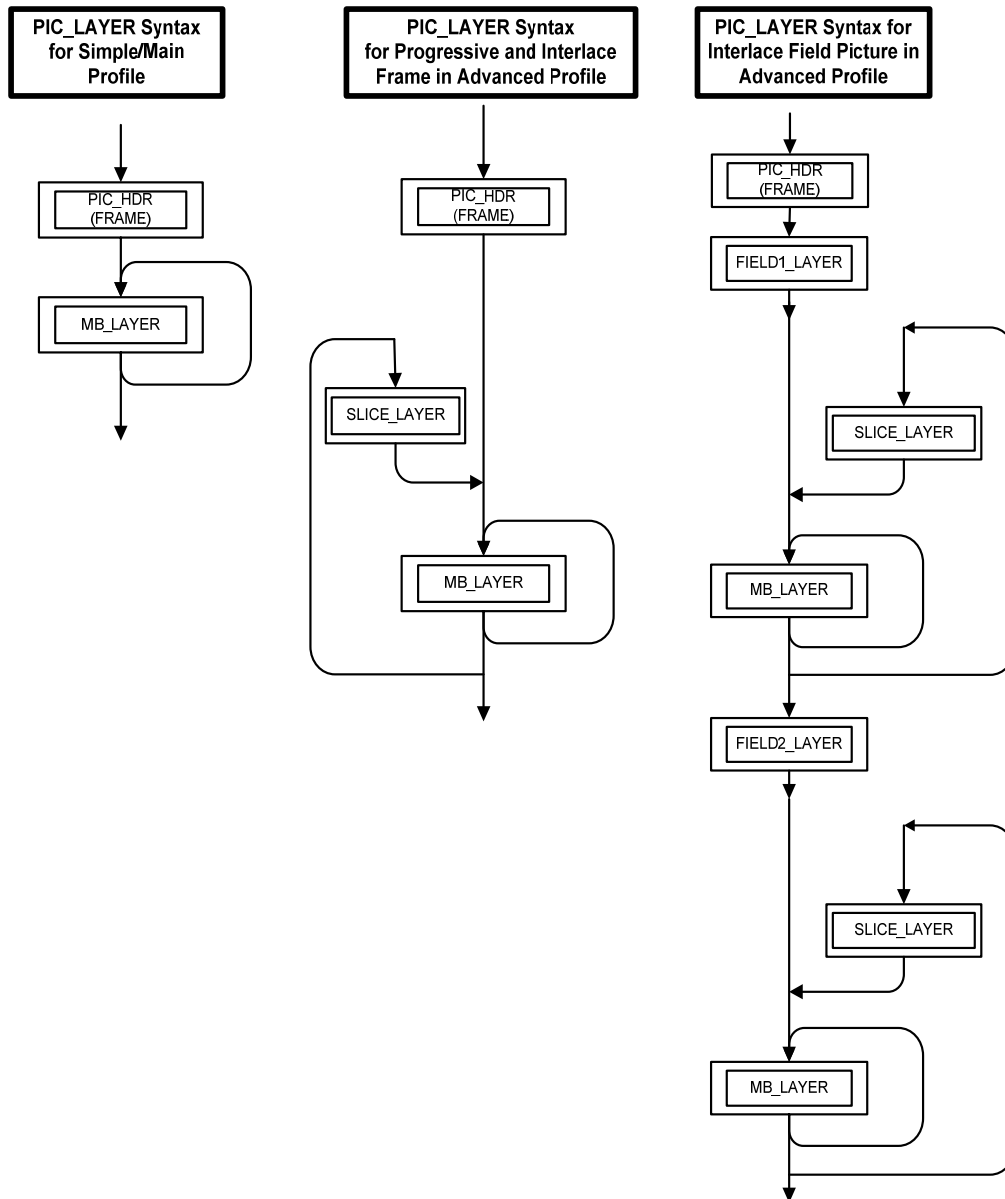 PIC_LAYER Syntax
for Simple/Main
Profile
PIC_HDR
(FRAME)
MB_LAYER
PIC_LAYER Syntax
for Progressive and Interlace
Frame in Advanced Profile
PIC_HDR
(FRAME)
SLICE_LAYER
MB_LAYER
PIC_LAYER Syntax for
Interlace Field Picture in
Advanced Profile
PIC_HDR
(FRAME)
FIELD1_LAYER
SLICE_LAYER
MB_LAYER
FIELD2_LAYER
SLICE_LAYER
MB_LAYER